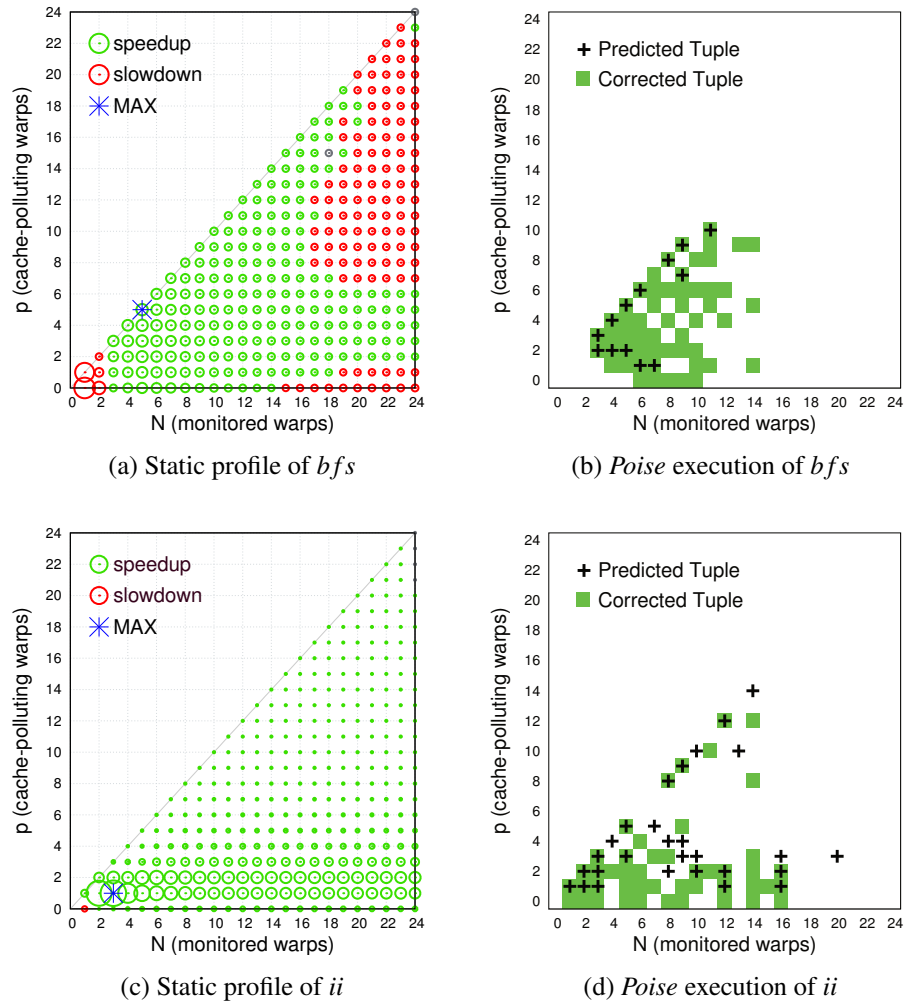 24
22
20
18
16
14
12
10
8
6
4
2
0
p (cache-polluting warps)
speedup
slowdown
MAX
0 2 4 6 8 10 12 14 16 18 20 22 24
N (monitored warps)
(a) Static profile of bfs
24
22
20
18
16
14
12
10
8
6
4
2
0
p (cache-polluting warps)
Predicted Tuple
Corrected Tuple
0 2 4 6 8 10 12 14 16 18 20 22 24
N (monitored warps)
(b) Poise execution of bfs
24
22
20
18
16
14
12
10
8
6
4
2
0
p (cache-polluting warps)
speedup
slowdown
MAX
0 2 4 6 8 10 12 14 16 18 20 22 24
N (monitored warps)
(c) Static profile of ii
24
22
20
18
16
14
12
10
8
6
4
2
0
p (cache-polluting warps)
Predicted Tuple
Corrected Tuple
0 2 4 6 8 10 12 14 16 18 20 22 24
N (monitored warps)
(d) Poise execution of ii